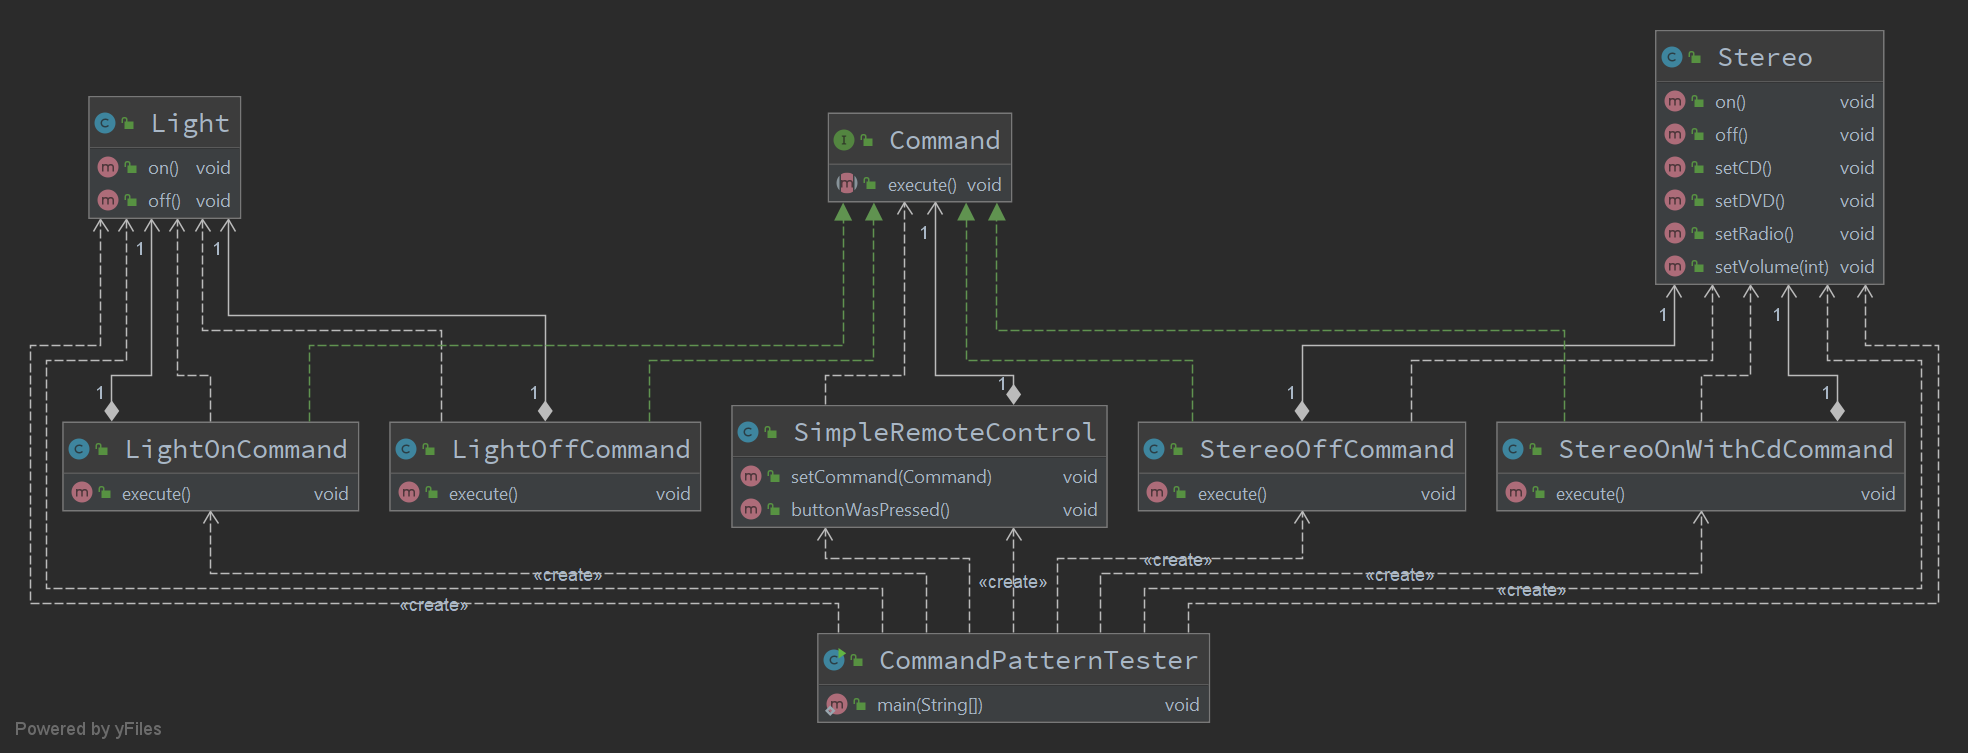 Stereo
on() void
off() void
setCD() void
setDVD() void
setRadio() void
setVolume(int) void
Light
on() void
off() void
Command
execute() void
1
1
1
1
1
1
1
1
1
1
LightOnCommand
execute() void
LightOffCommand
execute() void
SimpleRemoteControl
setCommand(Command) void
buttonWasPressed() void
StereoOffCommand
execute() void
StereoOnWithCdCommand
execute() void
«create»
«create»
«create»
«create»
«create»
«create»
CommandPatternTester
main(String[]) void
Powered by yFiles